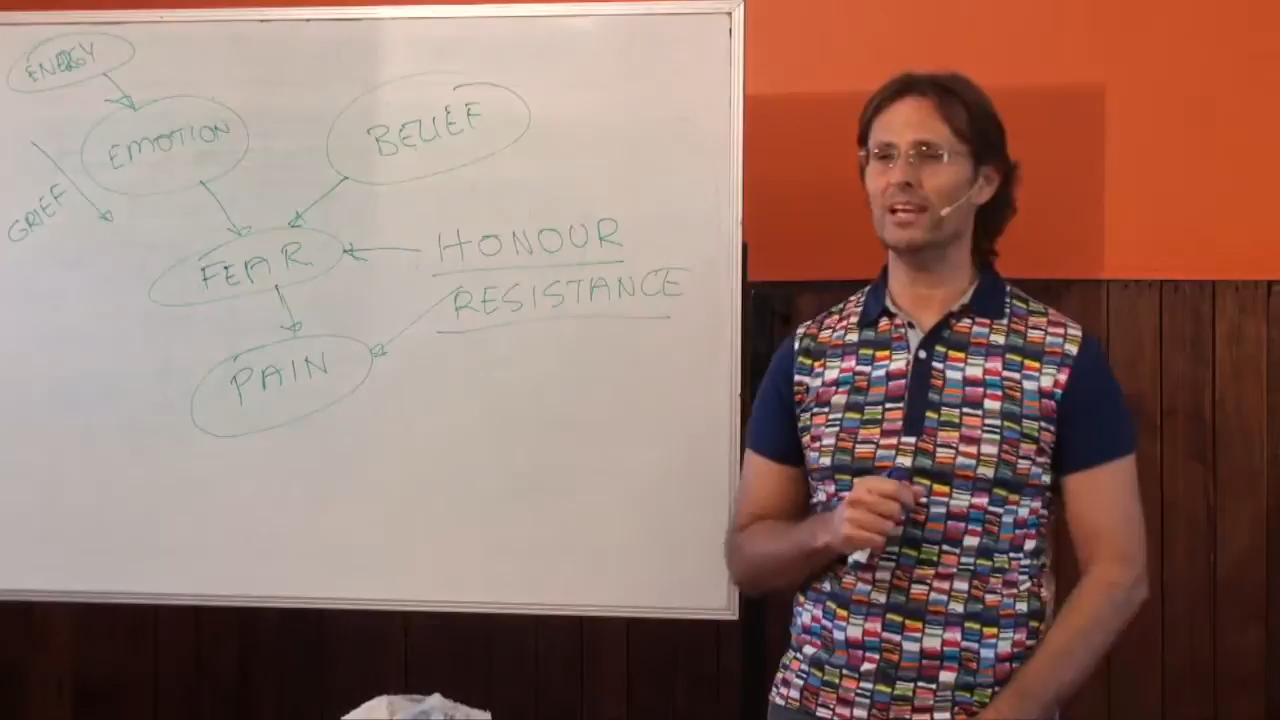 ENERGY
EMOTION
BELIEF
GRIEF
FEAR
HONOUR
RESISTANCE
PAIN